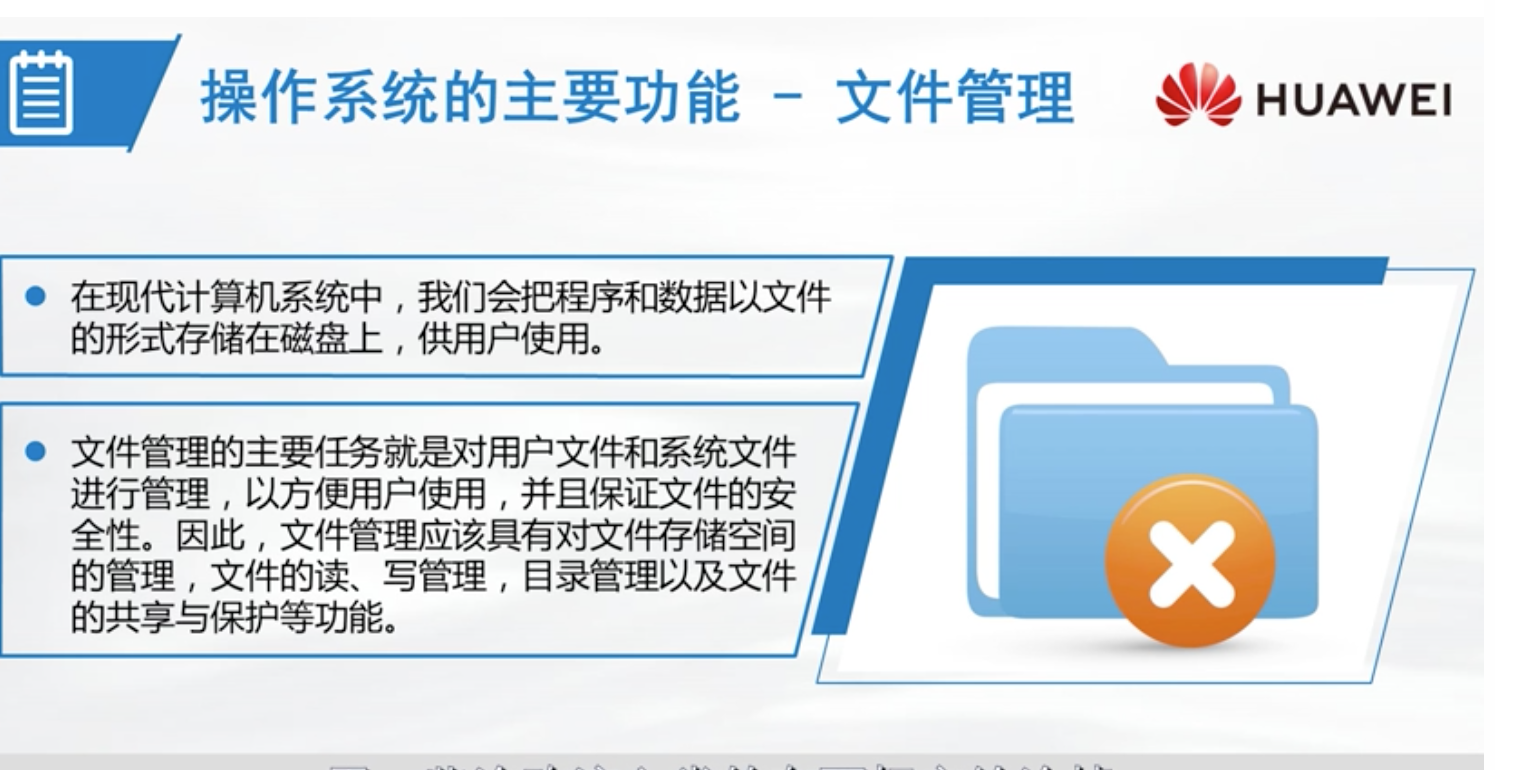 操作系统的主要功能 - 文件管理
HUAWEI
在现代计算机系统中，我们会把程序和数据以文件
的形式存储在磁盘上，供用户使用。
文件管理的主要任务就是对用户文件和系统文件
进行管理，以方便用户使用，并且保证文件的安
全性。因此，文件管理应该具有对文件存储空间
的管理，文件的读、写管理，目录管理以及文件
的共享与保护等功能。